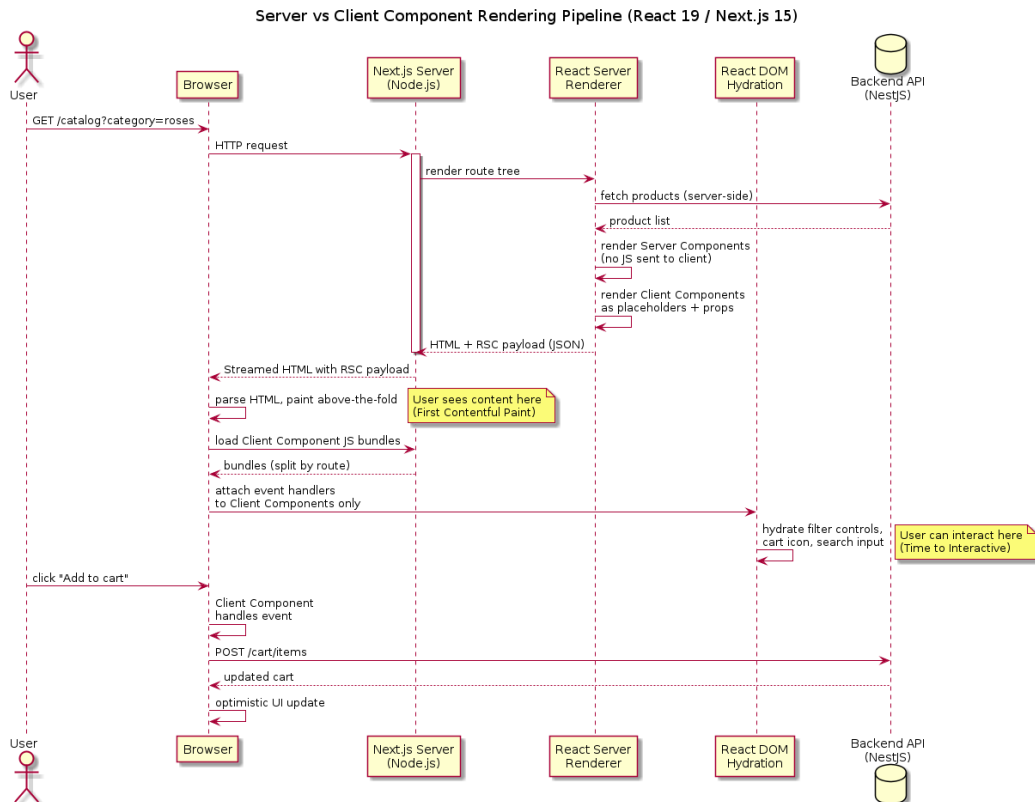 Server vs Client Component Rendering Pipeline (React 19 / Next.js 15)
User
Browser
Next.js Server
(Node.js)
React Server
Renderer
React DOM
Hydration
Backend API
(NestJS)
GET /catalog?category=roses
HTTP request
render route tree
fetch products (server-side)
product list
render Server Components
(no JS sent to client)
render Client Components
as placeholders + props
HTML + RSC payload (JSON)
Streamed HTML with RSC payload
parse HTML, paint above-the-fold
User sees content here
(First Contentful Paint)
load Client Component JS bundles
bundles (split by route)
attach event handlers
to Client Components only
hydrate filter controls,
cart icon, search input
User can interact here
(Time to Interactive)
click "Add to cart"
Client Component
handles event
POST /cart/items
updated cart
optimistic UI update
User
Browser
Next.js Server
(Node.js)
React Server
Renderer
React DOM
Hydration
Backend API
(NestJS)